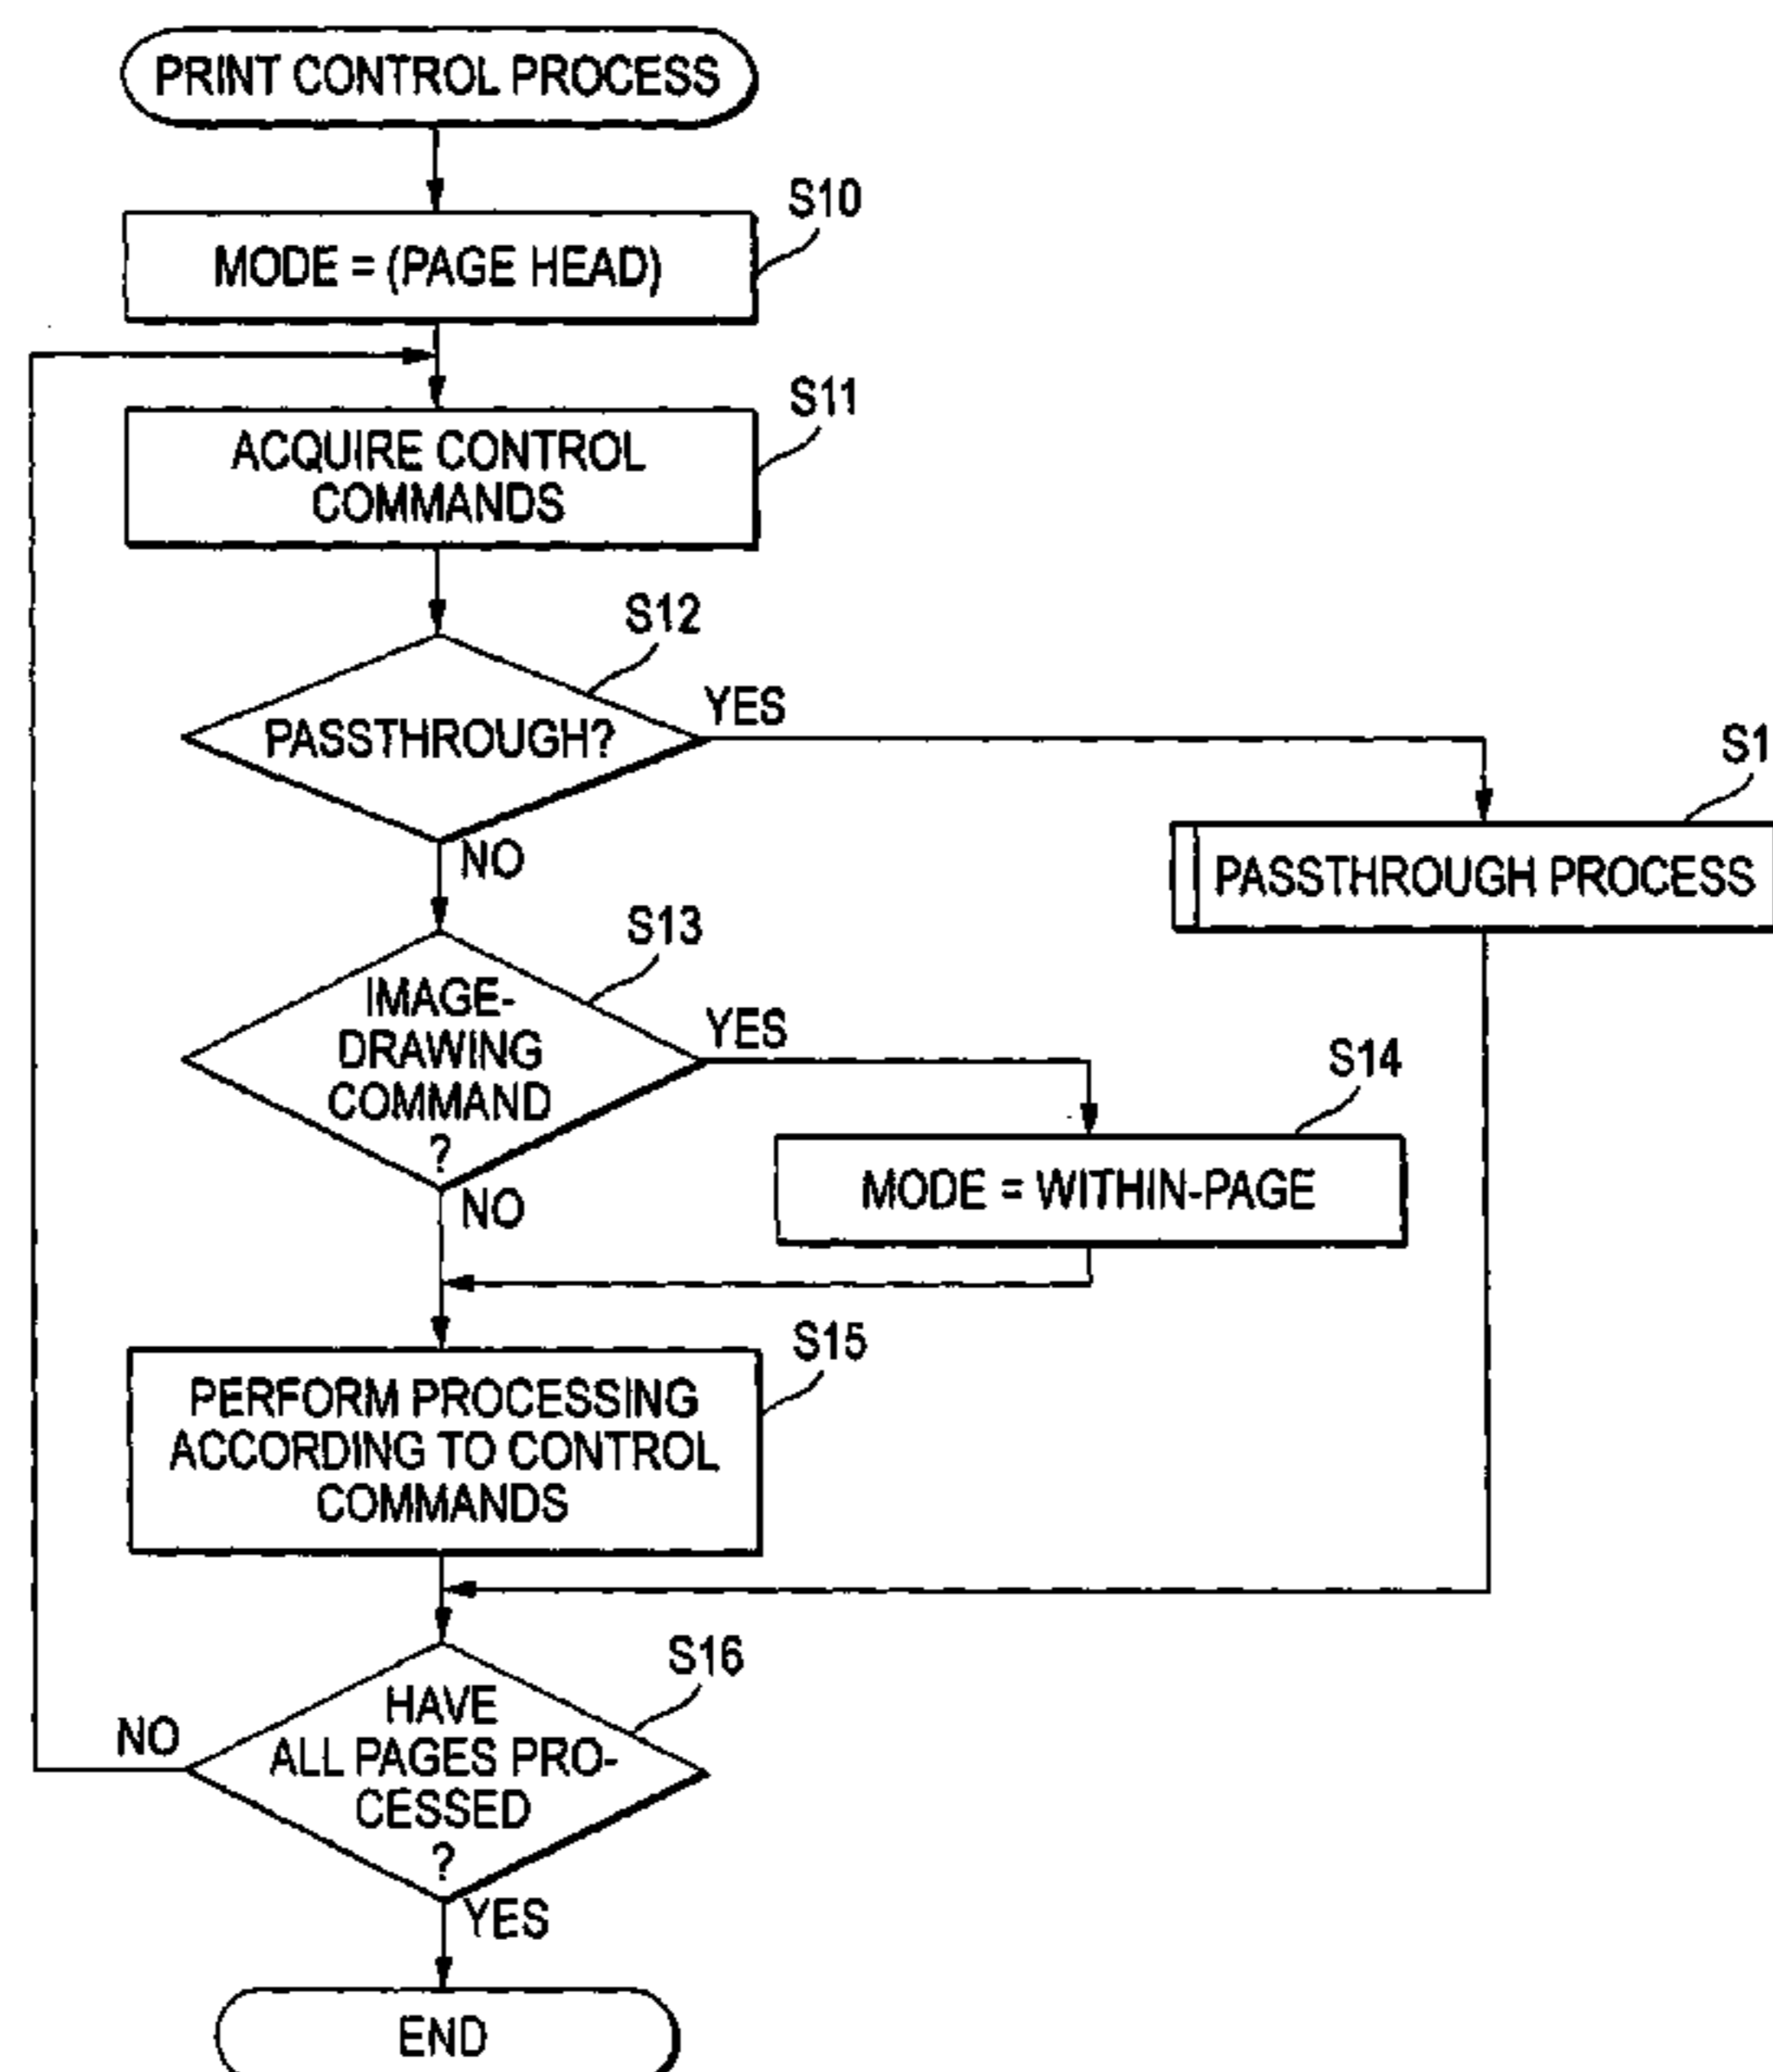 PRINT CONTROL PROCESS
S10
MODE = (PAGE HEAD)
S11
ACQUIRE CONTROL
COMMANDS
S12
PASSTHROUGH?
YES
NO
S1
PASSTHROUGH PROCESS
S13
IMAGE-
DRAWING
COMMAND
?
YES
NO
S14
MODE = WITHIN-PAGE
S15
PERFORM PROCESSING
ACCORDING TO CONTROL
COMMANDS
S16
HAVE
ALL PAGES PRO-
CESSED
?
NO
YES
END